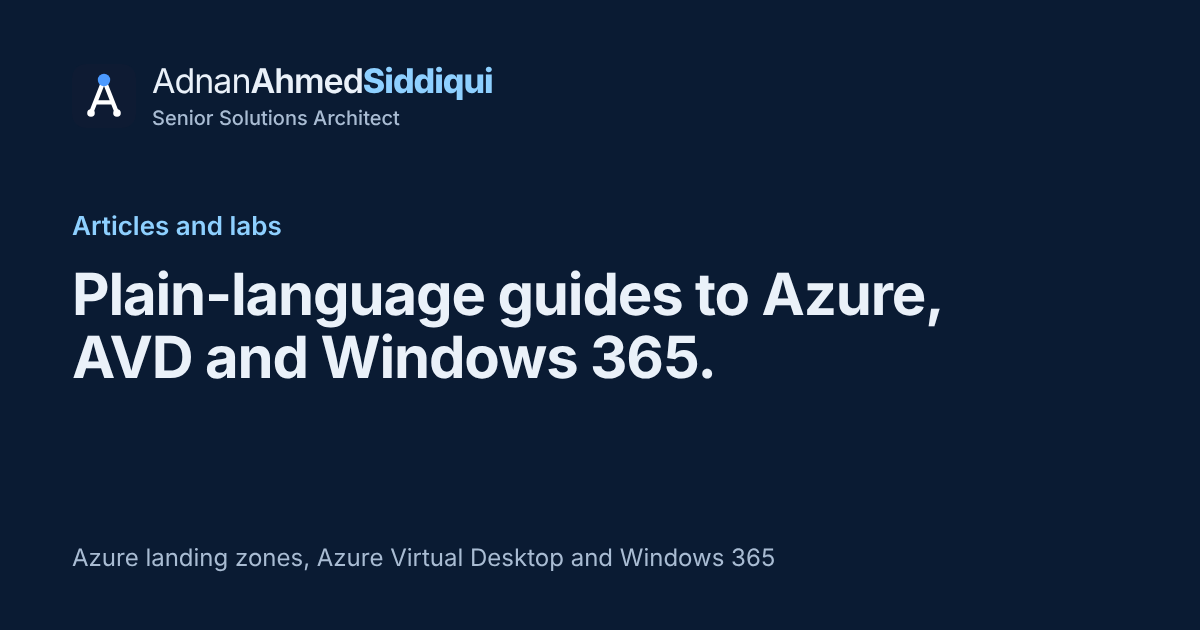 AdnanAhmedSiddiqui
Senior Solutions Architect
Articles and labs
Plain-language guides to Azure,
AVD and Windows 365.
Azure landing zones, Azure Virtual Desktop and Windows 365